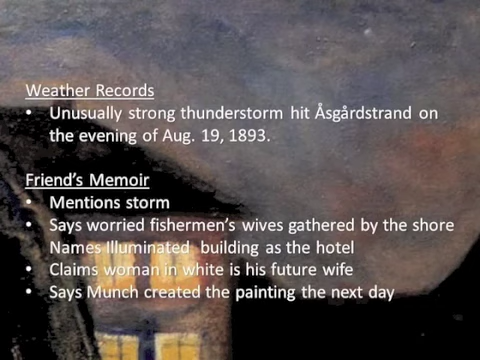 Weather Records
• Unusually strong thunderstorm hit Åsgårdstrand on
the evening of Aug. 19, 1893.
Friend's Memoir
• Mentions storm
• Says worried fishermen's wives gathered by the shore
Names Illuminated building as the hotel
• Claims woman in white is his future wife
• Says Munch created the painting the next day